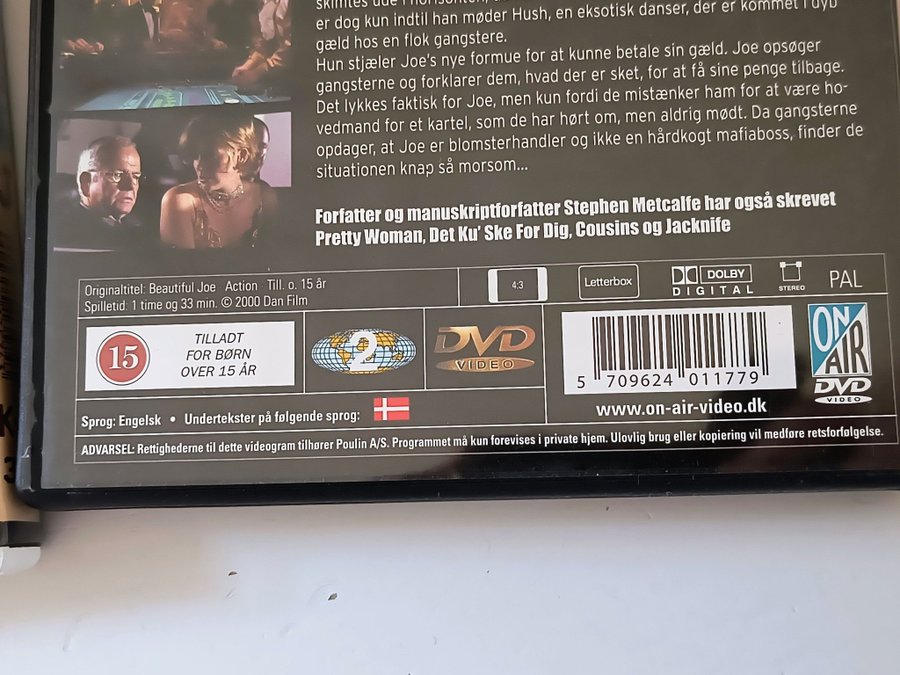 skimtes ude i horisonten,
er dog kun indtil han møder Hush, en eksotisk danser, der er kommet i dyb
gæld hos en flok gangstere.
Hun stjæler Joe's nye formue for at kunne betale sin gæld. Joe opsøger
gangsterne og forklarer dem, hvad der er sket, for at få sine penge tilbage.
Det lykkes faktisk for Joe, men kun fordi de mistænker ham for at være ho-
vedmand for et kartel, som de har hørt om, men aldrig mødt. Da gangsterne
opdager, at Joe er blomsterhandler og ikke en hårdkogt mafiaboss, finder de
situationen knap så morsom...
Forfatter og manuskriptforfatter Stephen Metcalfe har også skrevet
Pretty Woman, Det Ku' Ske For Dig, Cousins og Jacknife
Originaltitel: Beautiful Joe Action Till. o. 15 år
Spilletid: 1 time og 33 min. © 2000 Dan Film
4:3
Letterbox
DOLBY
DIGITAL
STEREO
PAL
15
TILLADT
FOR BØRN
OVER 15 ÅR
2
DVD
VIDEO
5 709624 011779
www.on-air-video.dk
ON
AIR
DVD
VIDEO
Sprog: Engelsk • Undertekster på følgende sprog:
ADVARSEL: Rettighederne til dette videogram tilhører Poulin A/S. Programmet må kun forevises i private hjem. Ulovlig brug eller kopiering vil medføre retsforfølgelse.
K
3